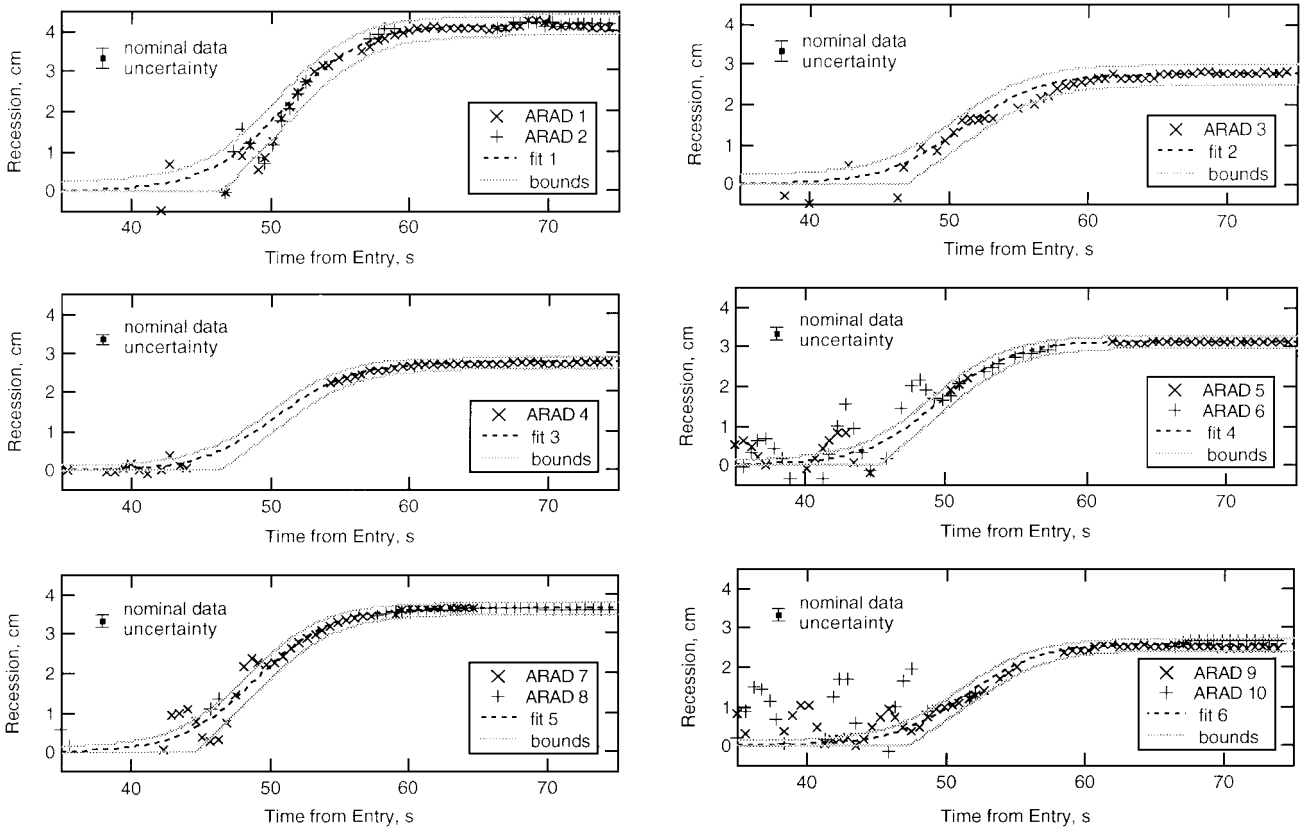 Recession, cm
4
3
2
1
0
nominal data
uncertainty
ARAD 1
ARAD 2
fit 1
bounds
40
50
60
70
Time from Entry, s
Recession, cm
4
3
2
1
0
nominal data
uncertainty
ARAD 3
fit 2
bounds
40
50
60
70
Time from Entry, s
Recession, cm
4
3
2
1
0
nominal data
uncertainty
ARAD 4
fit 3
bounds
40
50
60
70
Time from Entry, s
Recession, cm
4
3
2
1
0
nominal data
uncertainty
ARAD 5
ARAD 6
fit 4
bounds
40
50
60
70
Time from Entry, s
Recession, cm
4
3
2
1
0
nominal data
uncertainty
ARAD 7
ARAD 8
fit 5
bounds
40
50
60
70
Time from Entry, s
Recession, cm
4
3
2
1
0
nominal data
uncertainty
ARAD 9
ARAD 10
fit 6
bounds
40
50
60
70
Time from Entry, s